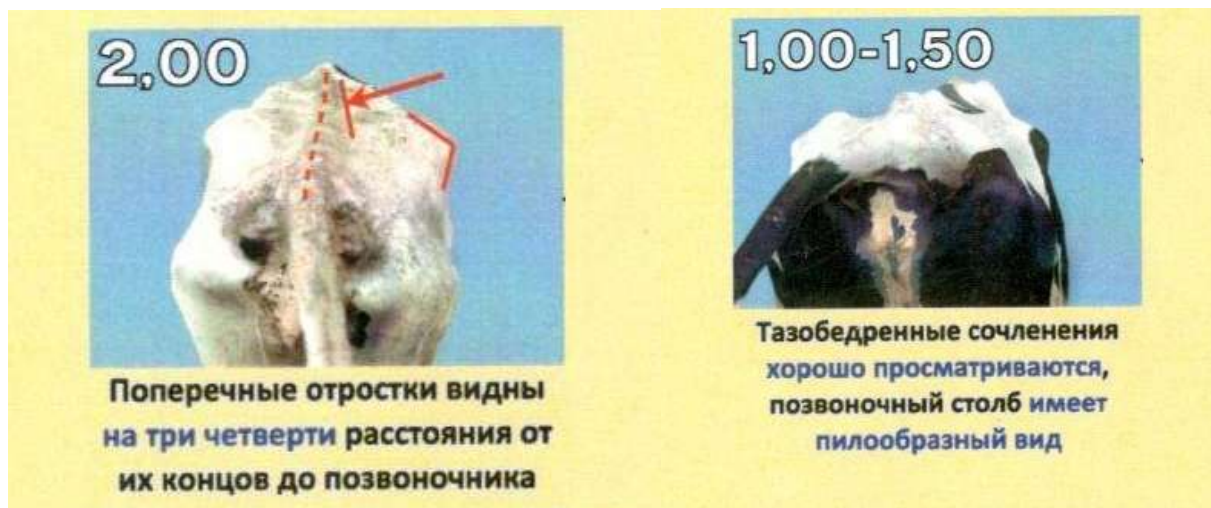 2,00
Поперечные отростки видны
на три четверти расстояния от
их концов до позвоночника
1,00-1,50
Тазобедренные сочленения
хорошо просматриваются,
позвоночный столб имеет
пилообразный вид